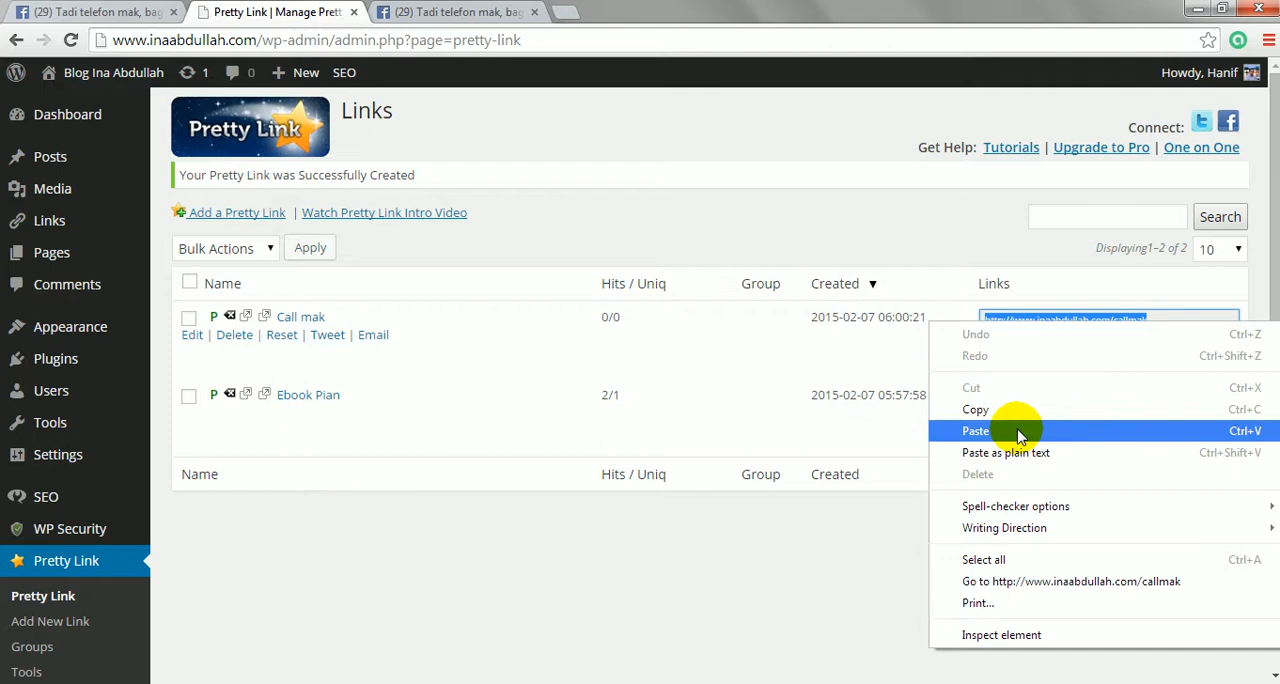 (29) Tadi telefon mak, bag
Pretty Link | Manage Prett
(29) Tadi telefon mak, bag
www.inaabdullah.com/wp-admin/admin.php?page=pretty-link
Blog Ina Abdullah 1 0 New SEO Howdy, Hanif
Dashboard
Posts
Media
Links
Pages
Comments
Appearance
Plugins
Users
Tools
Settings
SEO
WP Security
Pretty Link
Pretty Link
Add New Link
Groups
Tools
Pretty Link
Links
Connect:
Get Help: Tutorials | Upgrade to Pro | One on One
Your Pretty Link was Successfully Created
Add a Pretty Link | Watch Pretty Link Intro Video
Search
Bulk Actions Apply
Displaying1–2 of 2 10
Name Hits / Uniq Group Created Links
P Call mak 0/0 2015-02-07 06:00:21 http://www.inaabdullah.com/callmak
Edit | Delete | Reset | Tweet | Email
P Ebook Pian 2/1 2015-02-07 05:57:58
Name Hits / Uniq Group Created
Undo Ctrl+Z
Redo Ctrl+Shift+Z
Cut Ctrl+X
Copy Ctrl+C
Paste Ctrl+V
Paste as plain text Ctrl+Shift+V
Delete
Spell-checker options
Writing Direction
Select all Ctrl+A
Go to http://www.inaabdullah.com/callmak
Print...
Inspect element